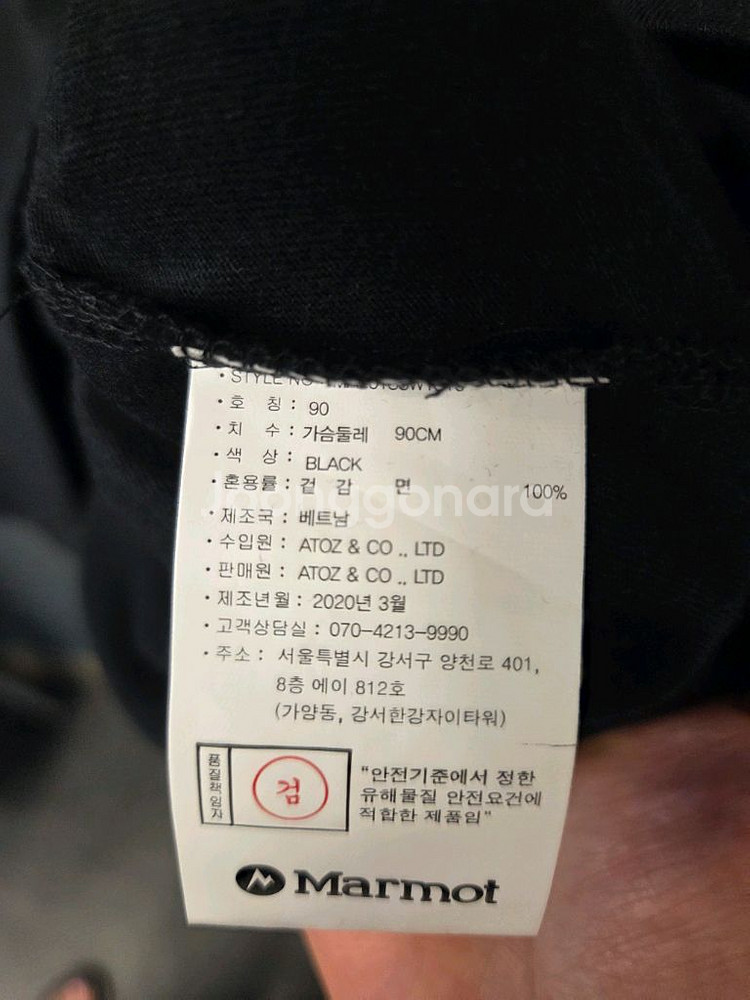 · STYLE NO
· 호 칭 : 90
· 치 수 : 가슴둘레 90CM
· 색 상 : BLACK
· 혼용률 : 겉 감 면 100%
Joonggonara
· 제조국 : 베트남
· 수입원 : ATOZ & CO ., LTD
· 판매원 : ATOZ & CO ., LTD
· 제조년월 : 2020년 3월
· 고객상담실 : 070-4213-9990
· 주소 : 서울특별시 강서구 양천로 401,
8층 에이 812호
(가양동, 강서한강자이타워)
품질책임자
검
"안전기준에서 정한
유해물질 안전요건에
적합한 제품임"
Marmot